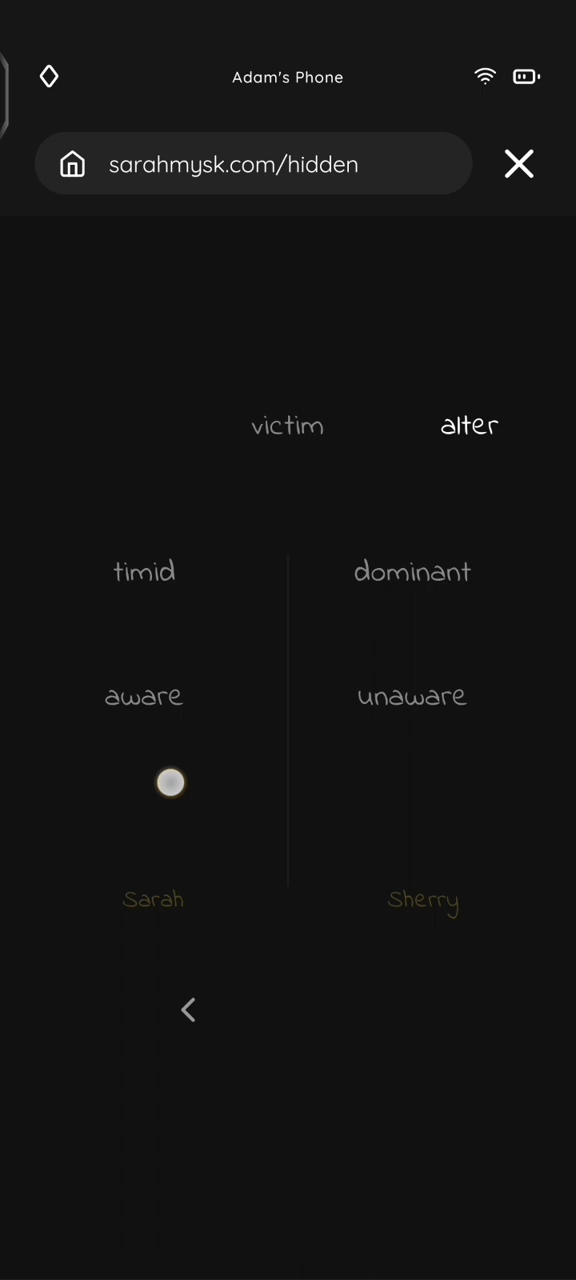 Adam's Phone
sarahmysk.com/hidden
victim alter
timid dominant
aware unaware
Sarah Sherry